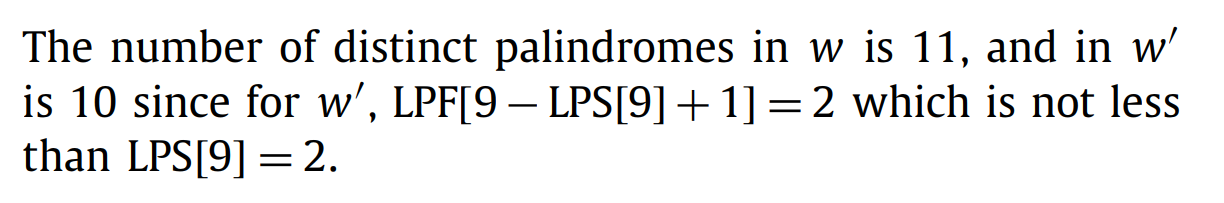 The number of distinct palindromes in w is 11, and in w′
is 10 since for w′, LPF[9 − LPS[9] + 1] = 2 which is not less
than LPS[9] = 2.